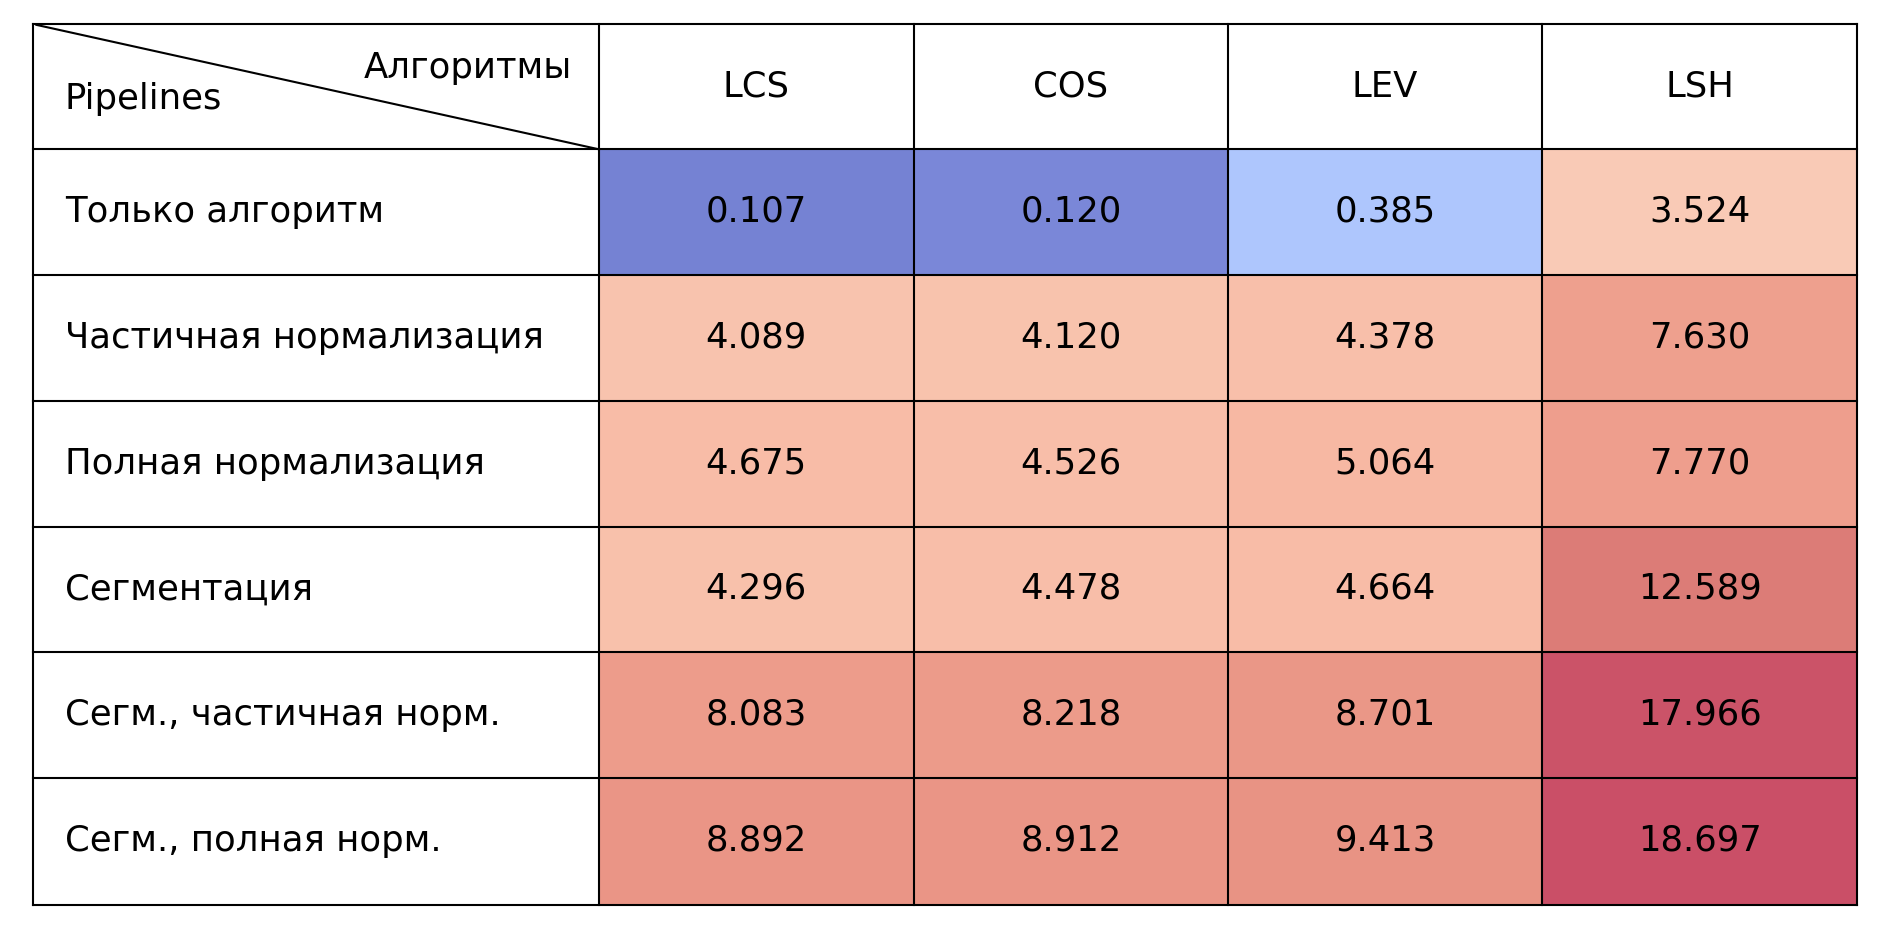 Алгоритмы
Pipelines
LCS COS LEV LSH
Только алгоритм 0.107 0.120 0.385 3.524
Частичная нормализация 4.089 4.120 4.378 7.630
Полная нормализация 4.675 4.526 5.064 7.770
Сегментация 4.296 4.478 4.664 12.589
Сегм., частичная норм. 8.083 8.218 8.701 17.966
Сегм., полная норм. 8.892 8.912 9.413 18.697